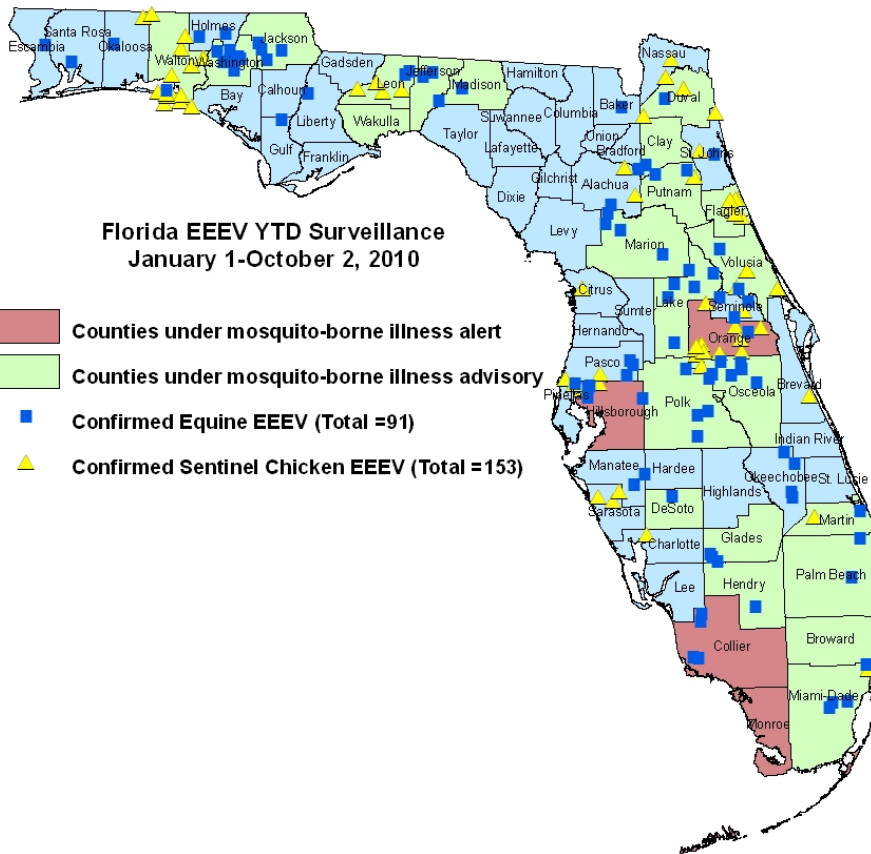 Holmes
Jackson
Santa Rosa
Escambia
Okaloosa
Walton
Washington
Gadsden
Jefferson
Leon
Madison
Hamilton
Nassau
Bay
Calhoun
Liberty
Wakulla
Gulf
Franklin
Taylor
Suwannee
Columbia
Baker
Duval
Lafayette
Union
Bradford
Clay
St. Johns
Gilchrist
Alachua
Putnam
Dixie
Flagler
Levy
Marion
Florida EEEV YTD Surveillance
January 1-October 2, 2010
Volusia
Citrus
Sumter
Lake
Seminole
Hernando
Orange
Counties under mosquito-borne illness alert
Pasco
Counties under mosquito-borne illness advisory
Pinellas
Hillsborough
Polk
Osceola
Brevard
Confirmed Equine EEEV (Total =91)
Indian River
Confirmed Sentinel Chicken EEEV (Total =153)
Manatee
Hardee
Highlands
Okeechobee
St. Lucie
Sarasota
DeSoto
Martin
Charlotte
Glades
Lee
Hendry
Palm Beach
Collier
Broward
Monroe
Miami-Dade